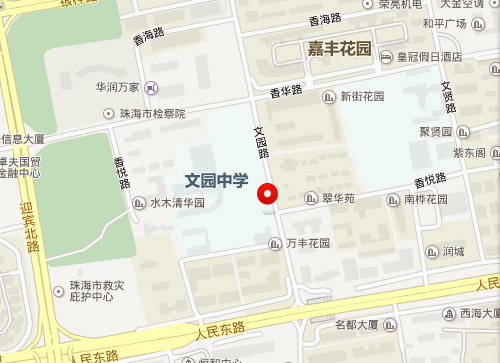 荣亮机电
大金空调
和平广场
香海路
香海路
嘉丰花园
皇冠假日酒店
华润万家
香华路
新街花园
文贤路
珠海市检察院
信息大厦
文园路
聚贤园
紫东阁
卓夫国贸
金融中心
香悦路
文园中学
香悦路
水木清华园
翠华苑
南桦花园
迎宾北路
万丰花园
润城
珠海市救灾
庇护中心
人民东路
西海大厦
人民东路
名都大厦